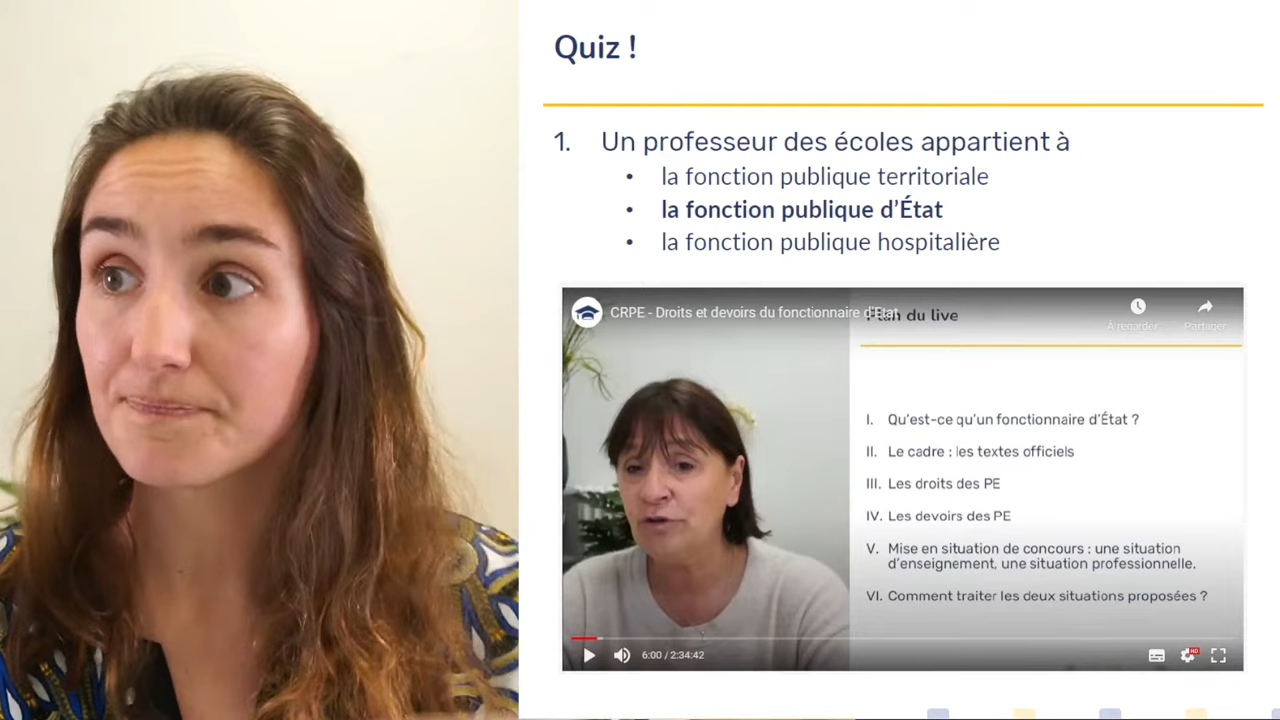 Quiz !
1. Un professeur des écoles appartient à
• la fonction publique territoriale
• la fonction publique d'État
• la fonction publique hospitalière
CRPE - Droits et devoirs du fonctionnaire d'Etat
Plan du live
À regarder
Partager
I. Qu'est-ce qu'un fonctionnaire d'État ?
II. Le cadre : les textes officiels
III. Les droits des PE
IV. Les devoirs des PE
V. Mise en situation de concours : une situation
d'enseignement, une situation professionnelle.
VI. Comment traiter les deux situations proposées ?
6:00 / 2:34:42
HD